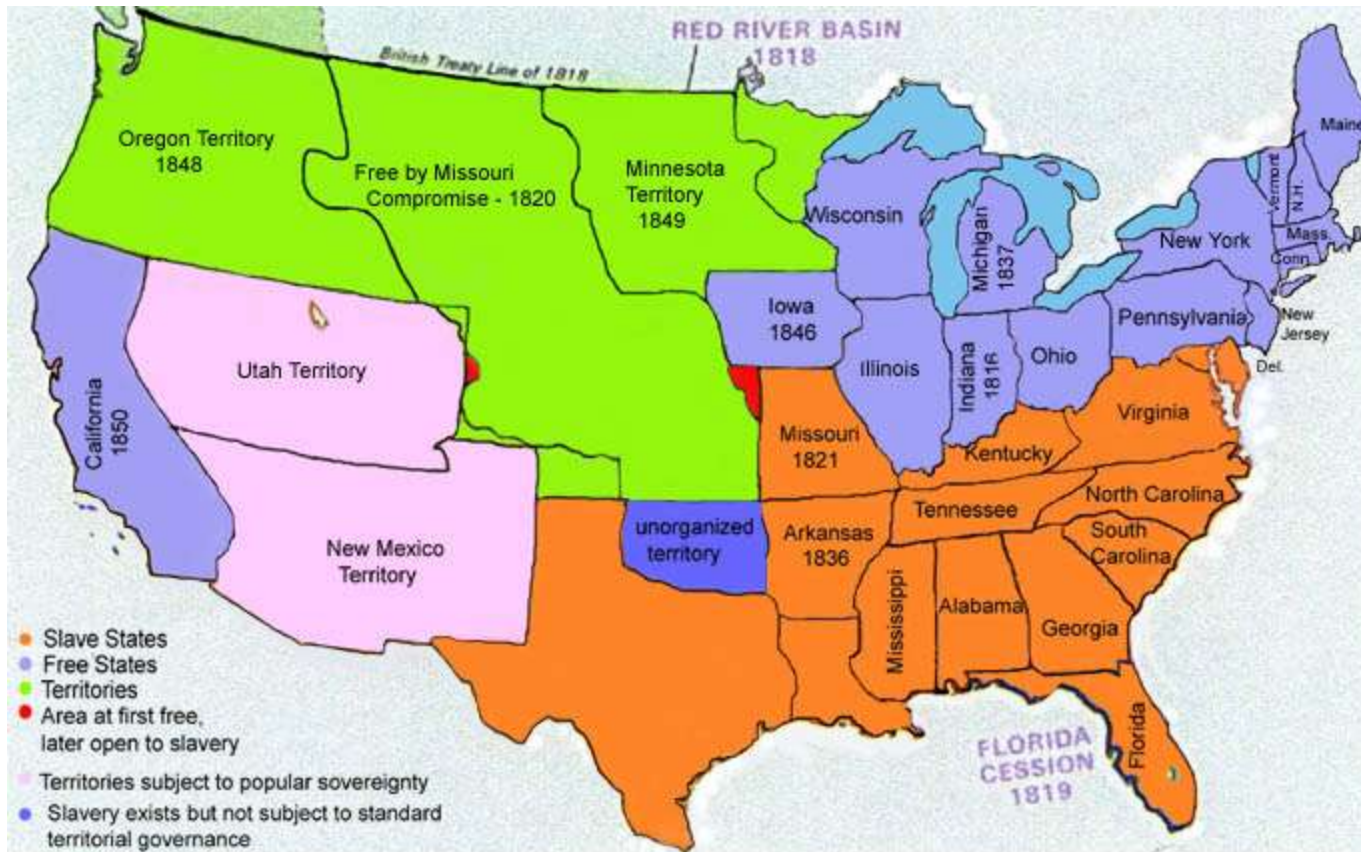 RED RIVER BASIN
1818
British Treaty Line of 1818
Oregon Territory
1848
Free by Missouri
Compromise - 1820
Minnesota
Territory
1849
Wisconsin
Michigan
1837
Maine
Vermont
N.H.
Mass.
Conn.
New York
Iowa
1846
Illinois
Indiana
1816
Ohio
Pennsylvania
New
Jersey
Del.
Utah Territory
California
1850
Missouri
1821
Kentucky
Virginia
Tennessee
North Carolina
South
Carolina
unorganized
territory
Arkansas
1836
New Mexico
Territory
Mississippi
Alabama
Georgia
Florida
FLORIDA
CESSION
1819
Slave States
Free States
Territories
Area at first free,
later open to slavery
Territories subject to popular sovereignty
Slavery exists but not subject to standard
territorial governance